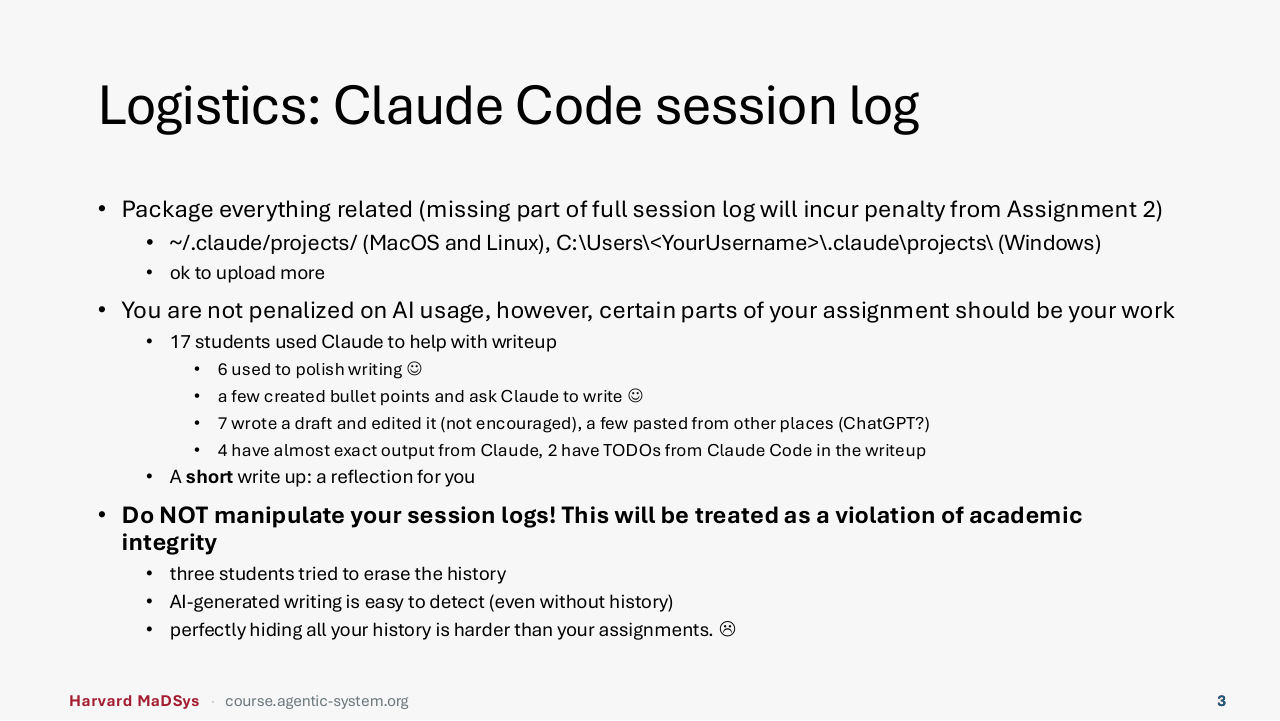 Logistics: Claude Code session log
• Package everything related (missing part of full session log will incur penalty from Assignment 2)
• ~/.claude/projects/ (MacOS and Linux), C:\Users\<YourUsername>\.claude\projects\ (Windows)
• ok to upload more
• You are not penalized on AI usage, however, certain parts of your assignment should be your work
• 17 students used Claude to help with writeup
• 6 used to polish writing ☺
• a few created bullet points and ask Claude to write ☺
• 7 wrote a draft and edited it (not encouraged), a few pasted from other places (ChatGPT?)
• 4 have almost exact output from Claude, 2 have TODOs from Claude Code in the writeup
• A short write up: a reflection for you
• Do NOT manipulate your session logs! This will be treated as a violation of academic
integrity
• three students tried to erase the history
• AI-generated writing is easy to detect (even without history)
• perfectly hiding all your history is harder than your assignments. ☹
Harvard MaDSys · course.agentic-system.org
3